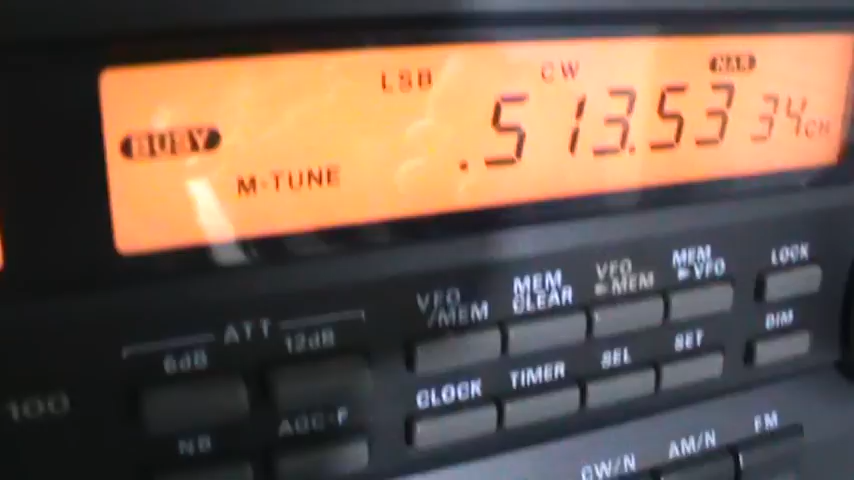 LSB CW NAR
BUSY .513.53 34CH
M-TUNE
VFO /MEM MEM CLEAR VFO ►MEM MEM ►VFO LOCK
ATT
6dB 12dB
CLOCK TIMER SEL SET DIM
100
NB AGC-F
CW/N AM/N FM